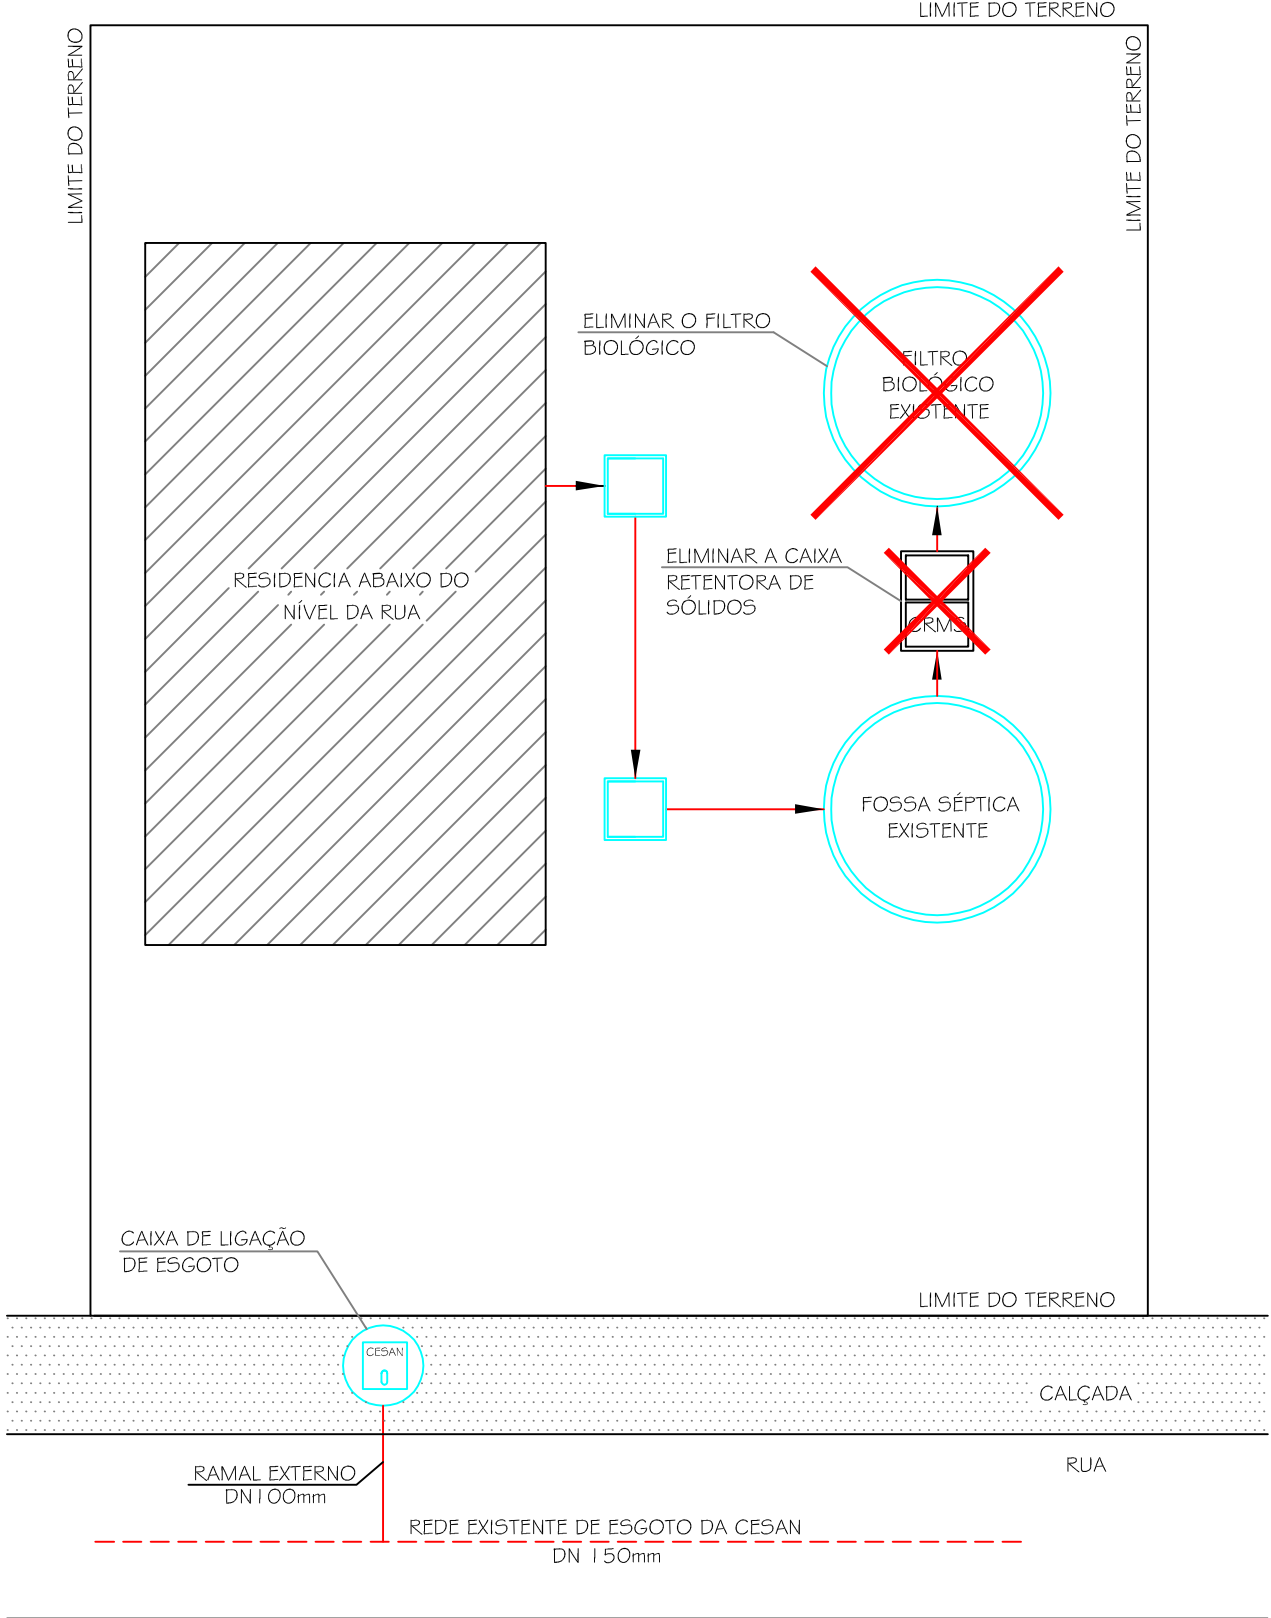 LIMITE DO TERRENO
LIMITE DO TERRENO
LIMITE DO TERRENO
ELIMINAR O FILTRO
BIOLÓGICO
FILTRO
BIOLÓGICO
EXISTENTE
ELIMINAR A CAIXA
RETENTORA DE
SÓLIDOS
CRMS
RESIDENCIA ABAIXO DO
NÍVEL DA RUA
FOSSA SÉPTICA
EXISTENTE
CAIXA DE LIGAÇÃO
DE ESGOTO
LIMITE DO TERRENO
CESAN
CALÇADA
RUA
RAMAL EXTERNO
DN100mm
REDE EXISTENTE DE ESGOTO DA CESAN
DN 150mm